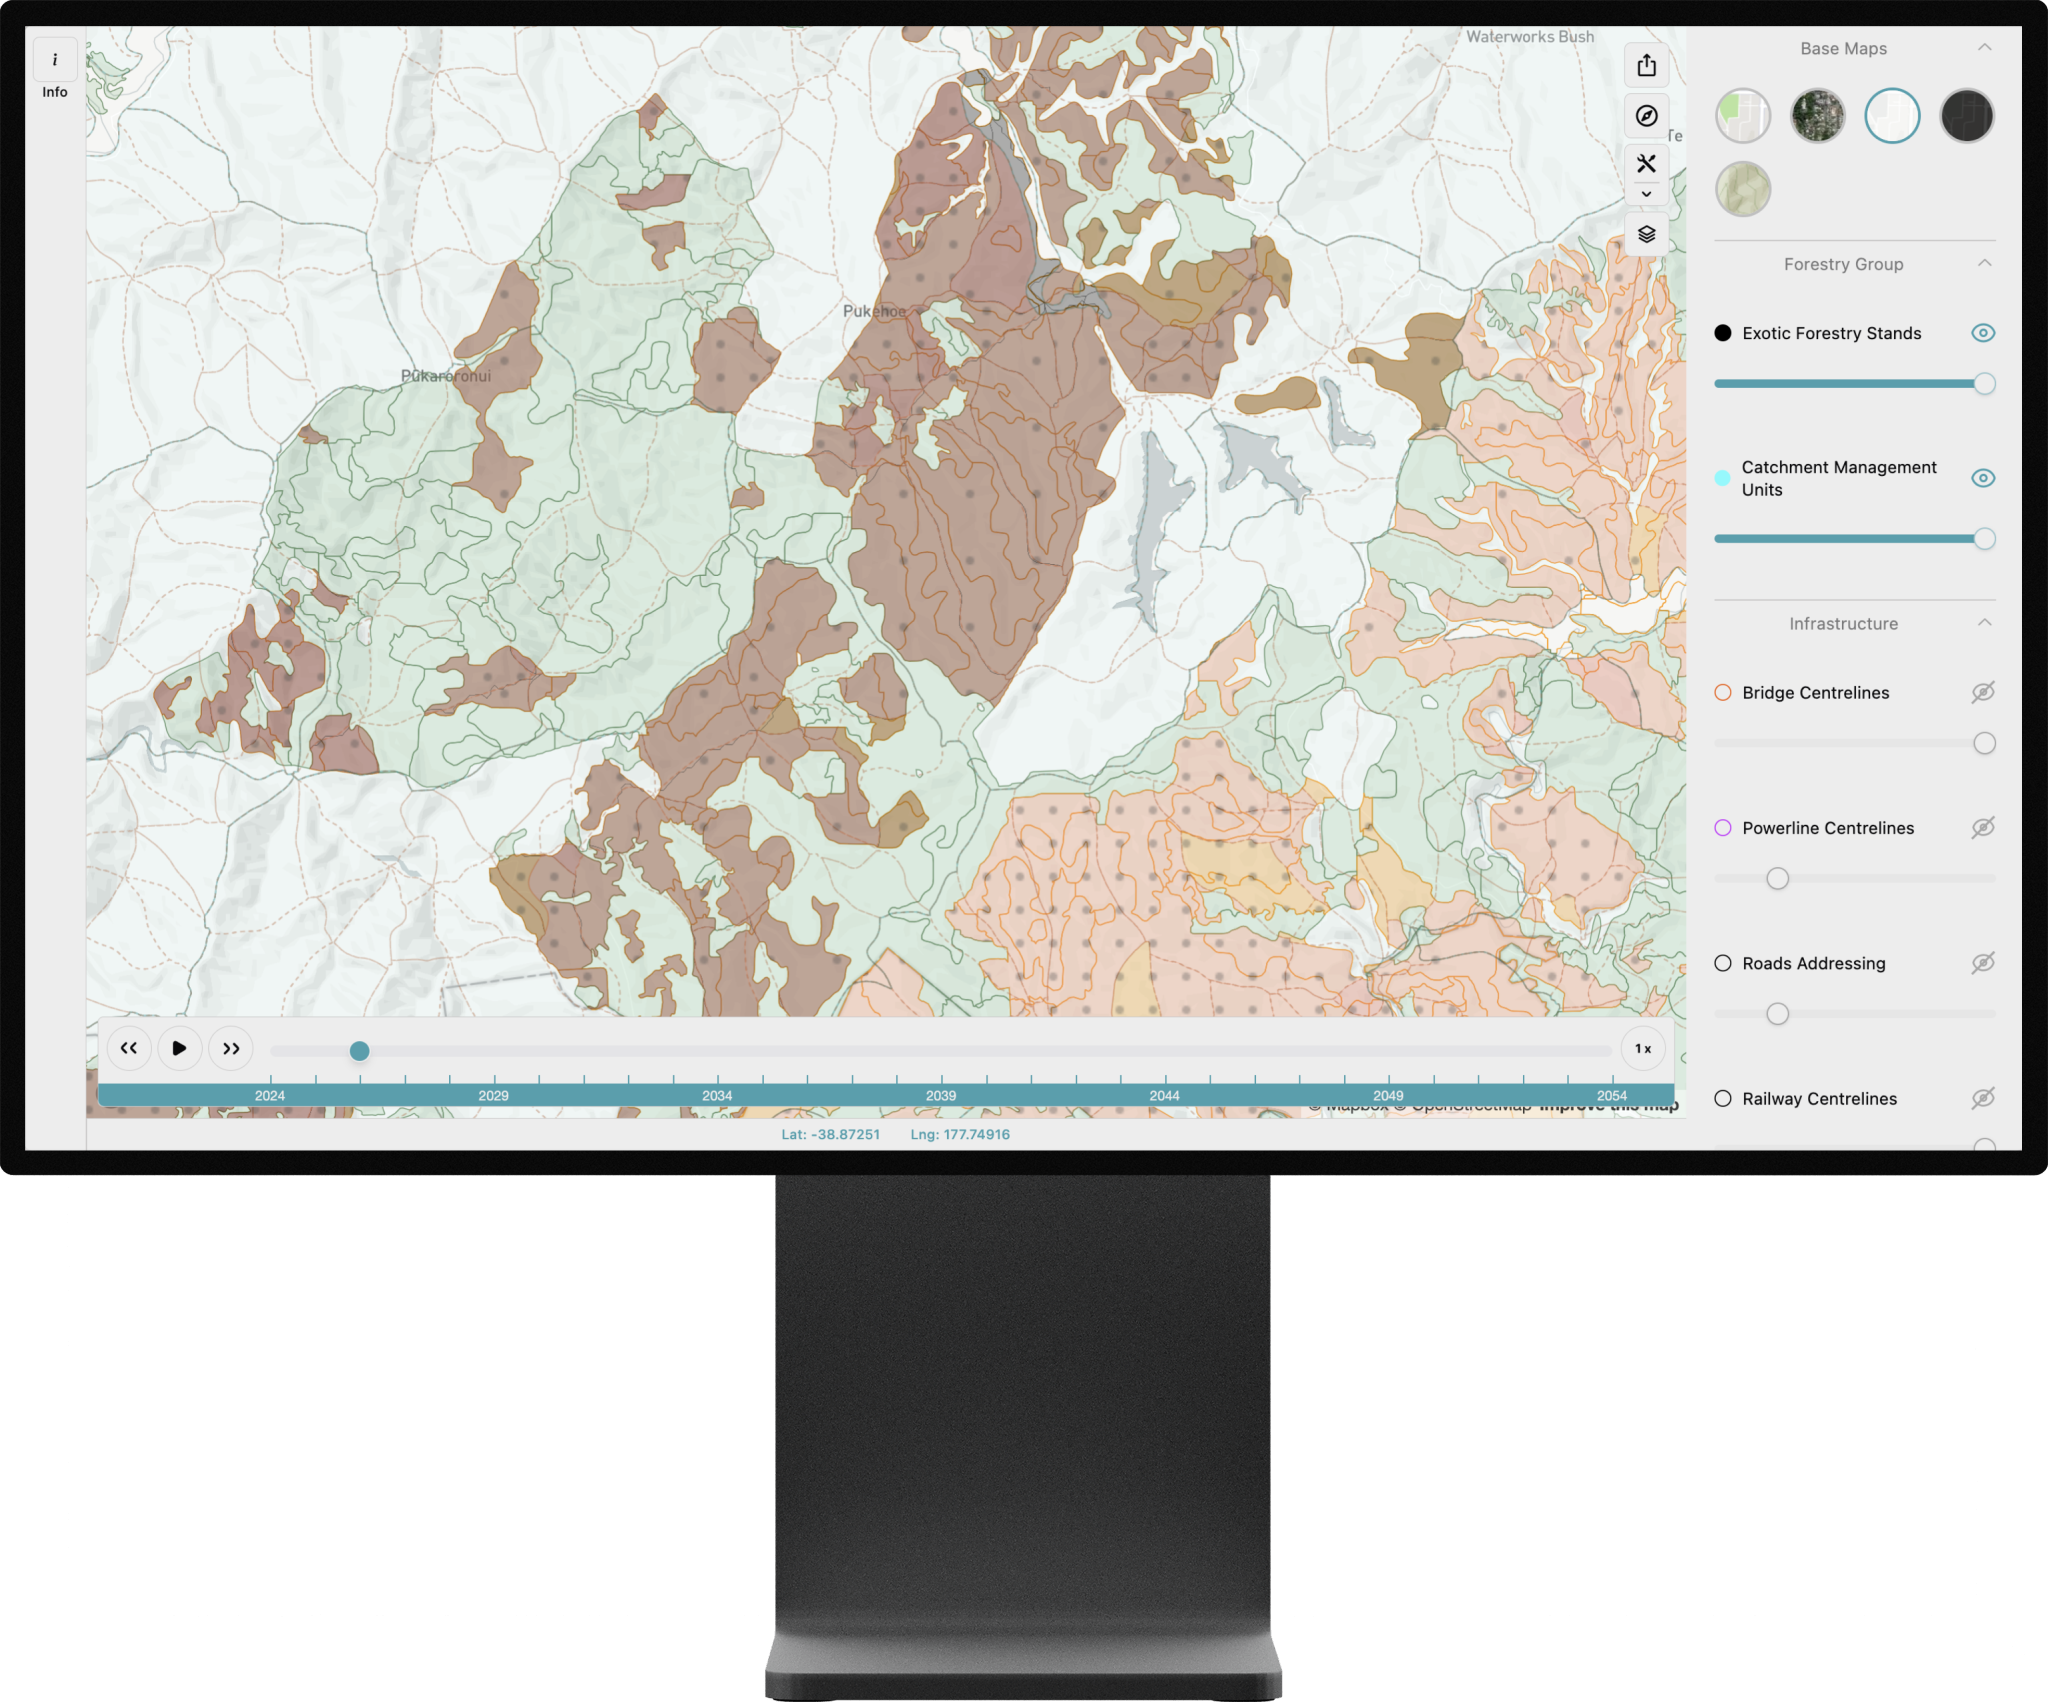 i
Info
Waterworks Bush
Te
Pukehoe
Pūkaroronui
Base Maps
Forestry Group
Exotic Forestry Stands
Catchment Management
Units
Infrastructure
Bridge Centrelines
Powerline Centrelines
Roads Addressing
Railway Centrelines
1 x
2024 2029 2034 2039 2044 2049 2054
© Mapbox © OpenStreetMap Improve this map
Lat: -38.87251 Lng: 177.74916